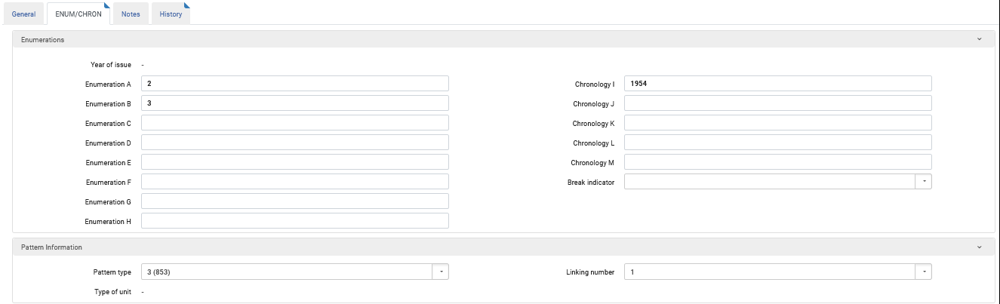 General ENUM/CHRON Notes History
Enumerations
Year of issue -
Enumeration A 2 Chronology I 1954
Enumeration B 3 Chronology J
Enumeration C Chronology K
Enumeration D Chronology L
Enumeration E Chronology M
Enumeration F Break indicator
Enumeration G
Enumeration H
Pattern Information
Pattern type 3 (853) Linking number 1
Type of unit -